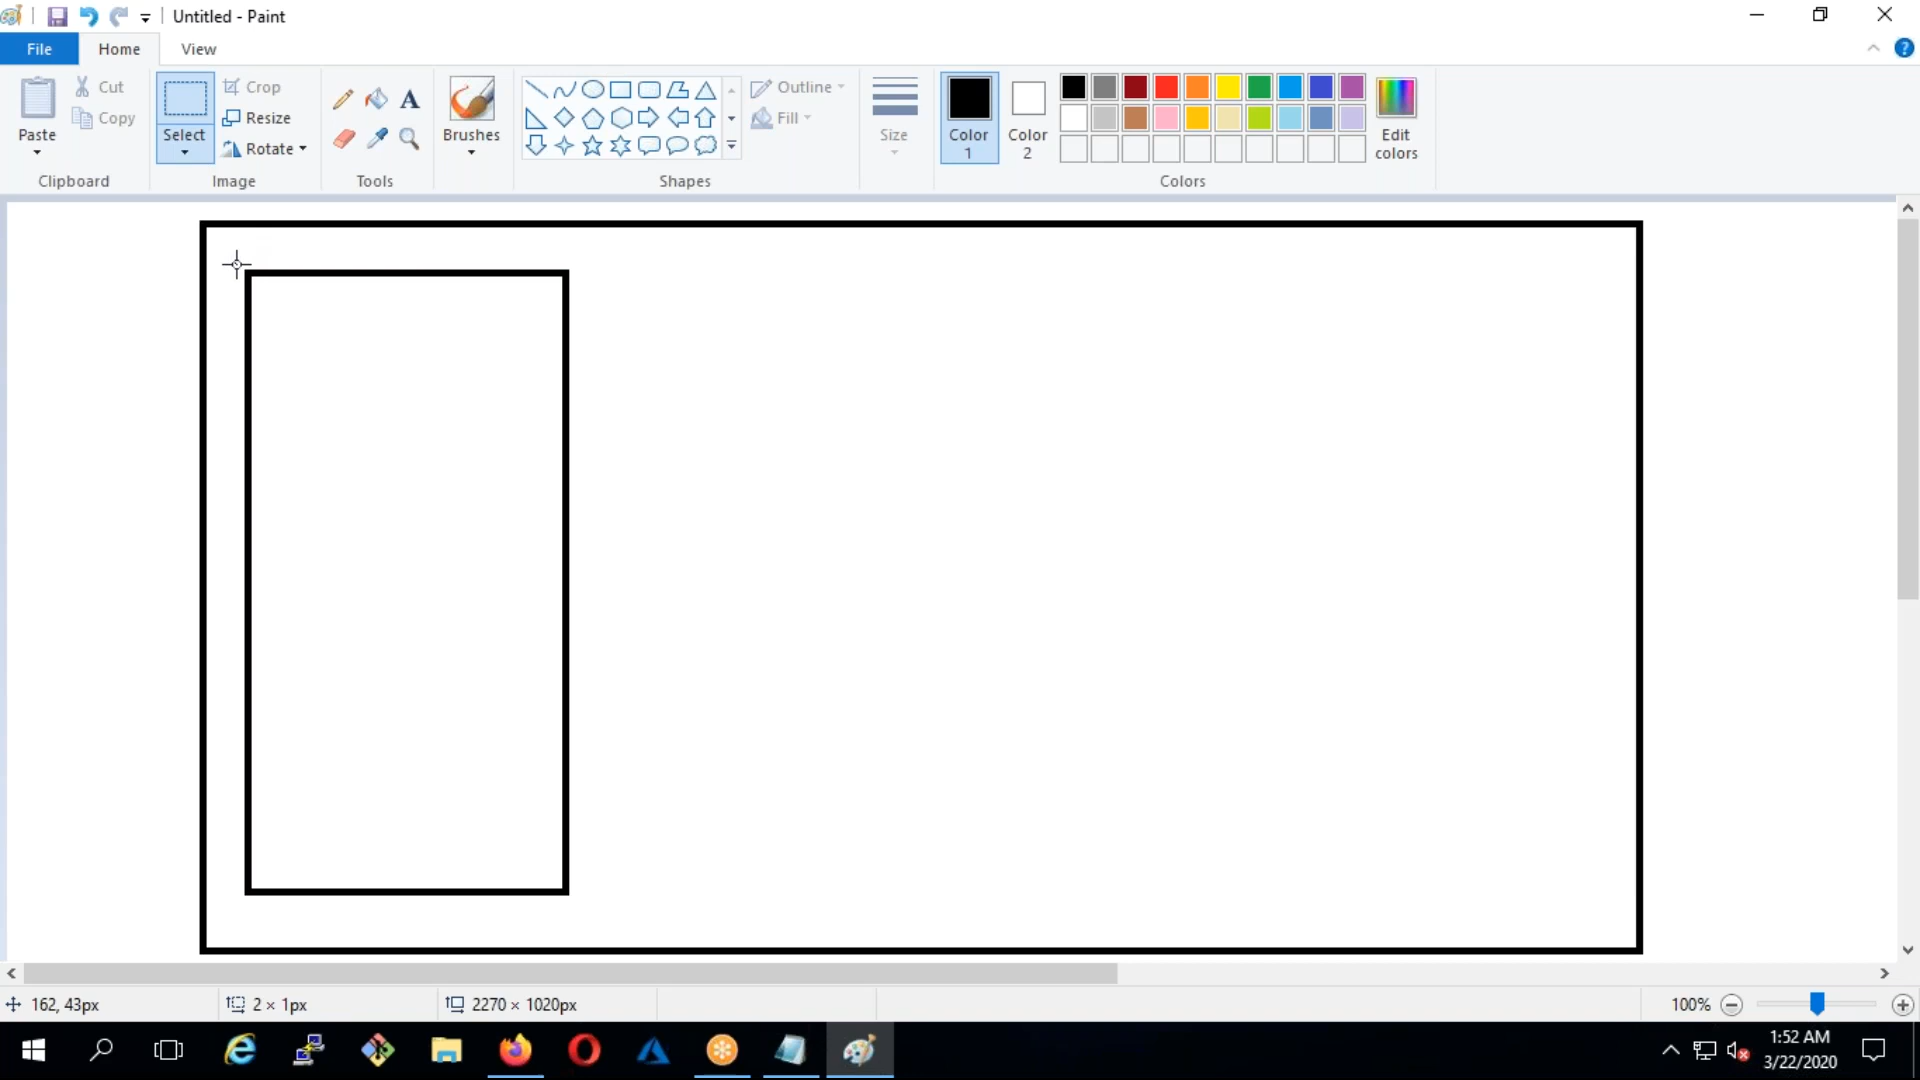 Untitled - Paint
File Home View
Paste
Cut
Copy
Clipboard
Select
Crop
Resize
Rotate
Image
Tools
Brushes
Shapes
Outline
Fill
Size
Color
1
Color
2
Edit
colors
Colors
162, 43px
2 × 1px
2270 × 1020px
100%
1:52 AM
3/22/2020